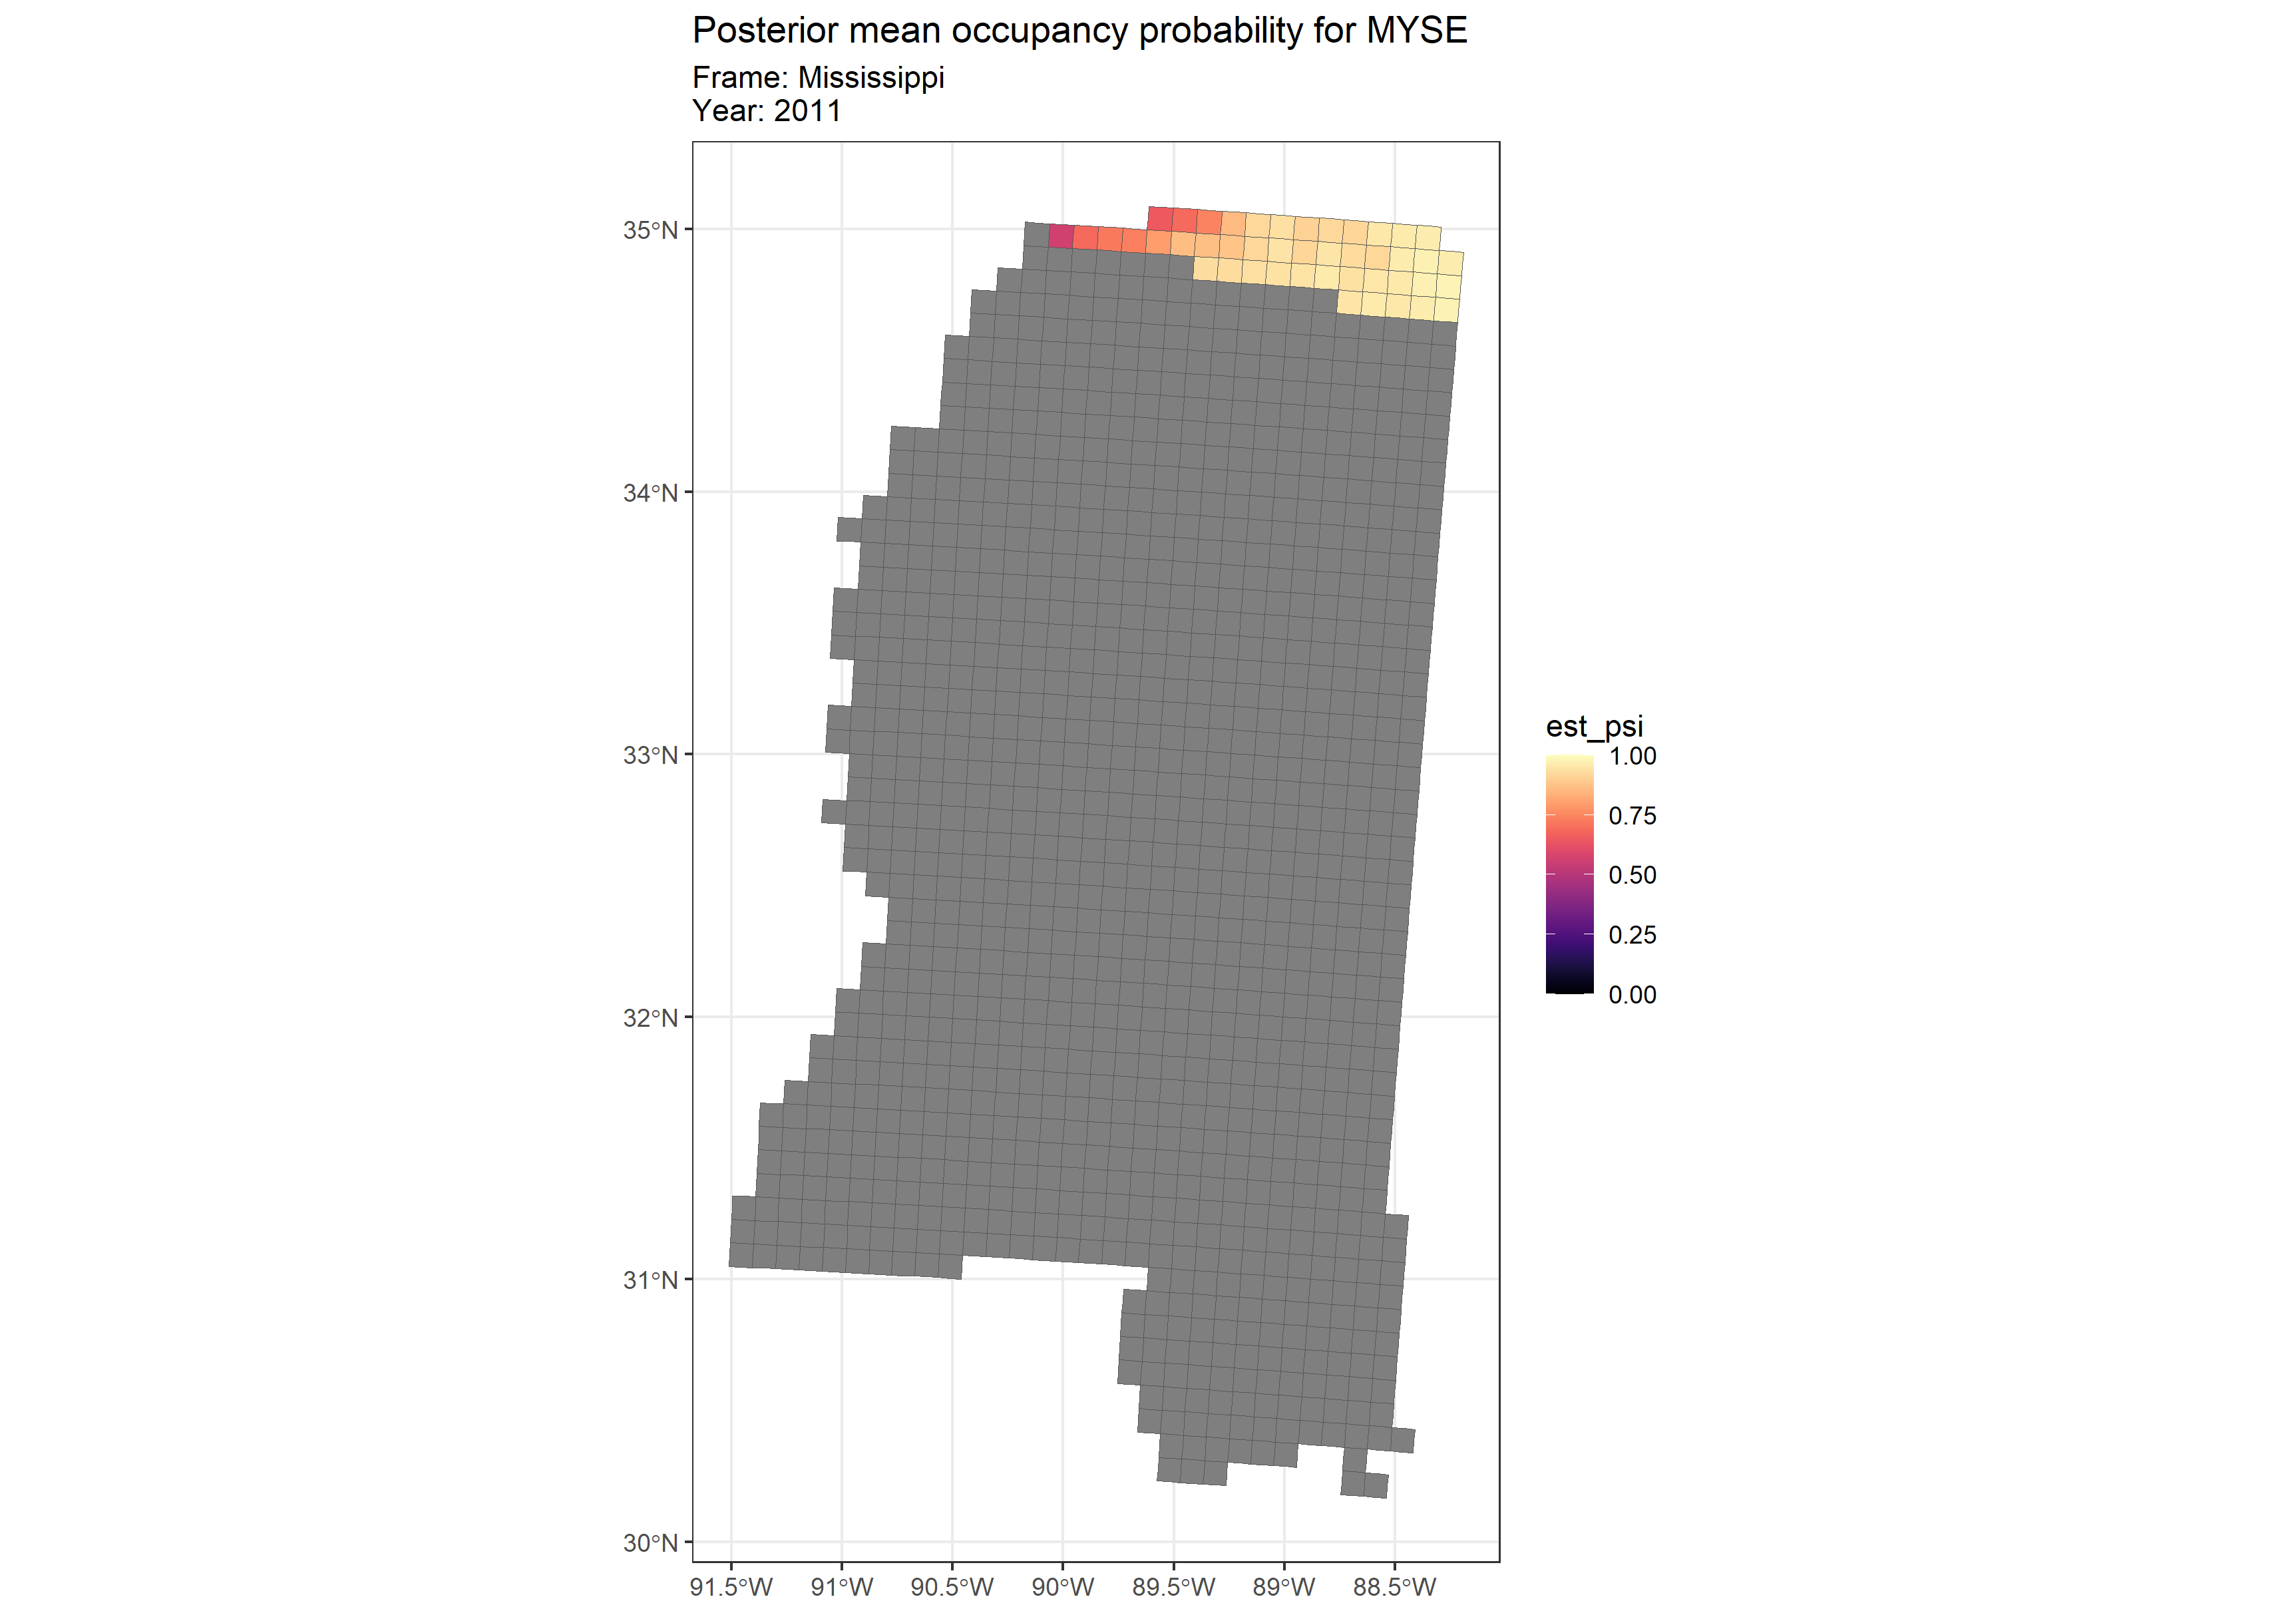 Posterior mean occupancy probability for MYSE
Frame: Mississippi
Year: 2011
35°N
34°N
33°N
32°N
31°N
30°N
91.5°W 91°W 90.5°W 90°W 89.5°W 89°W 88.5°W
est_psi
1.00
0.75
0.50
0.25
0.00